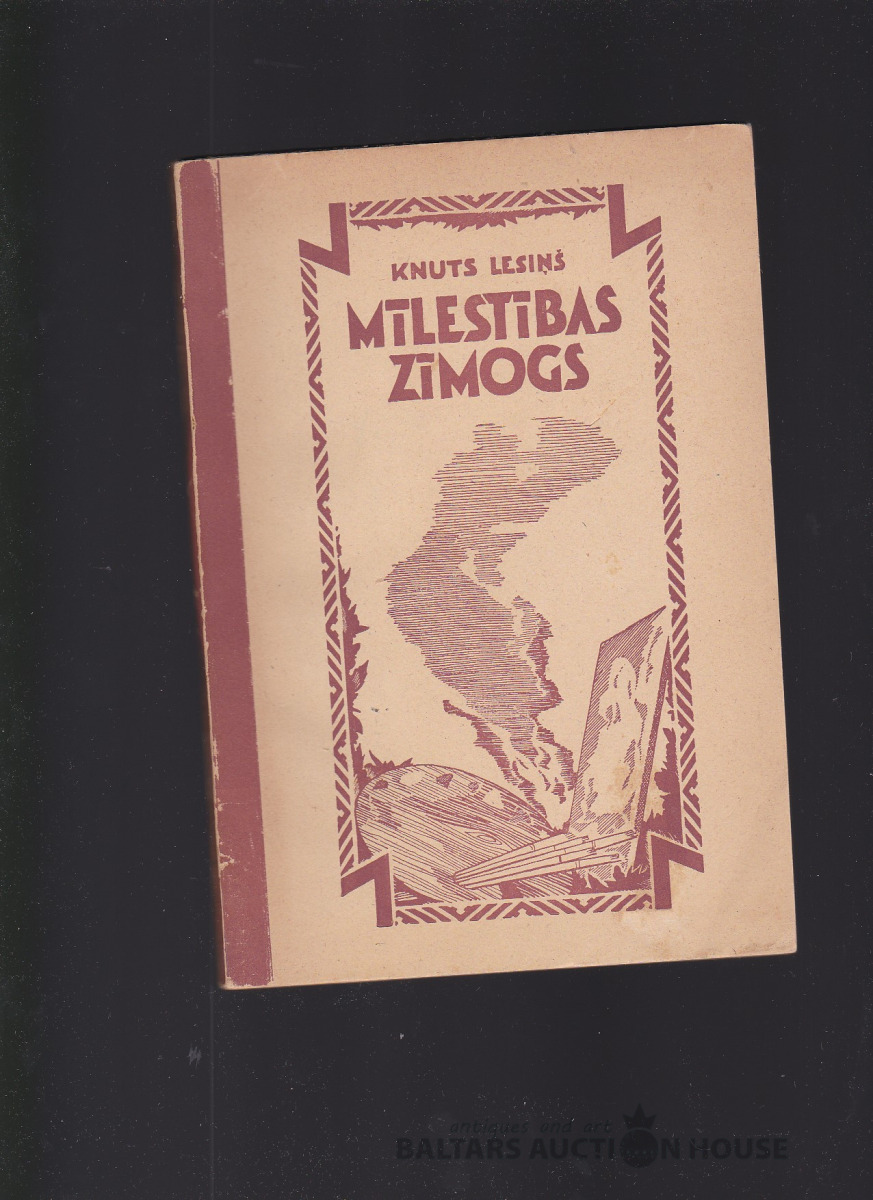 KNUTS LESIŅŠ
MĪLESTĪBAS
ZĪMOGS
antiques and art
BALTARS AUCTION HOUSE